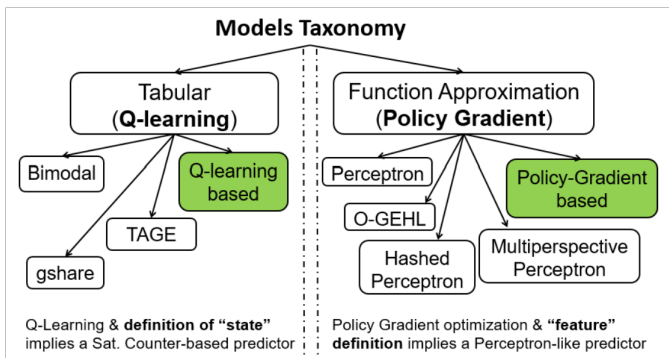 Models Taxonomy
Tabular
(Q-learning)
Function Approximation
(Policy Gradient)
Bimodal
Q-learning
based
TAGE
gshare
Perceptron
O-GEHL
Hashed
Perceptron
Multiperspective
Perceptron
Policy-Gradient
based
Q-Learning & definition of “state”
implies a Sat. Counter-based predictor
Policy Gradient optimization & “feature”
definition implies a Perceptron-like predictor